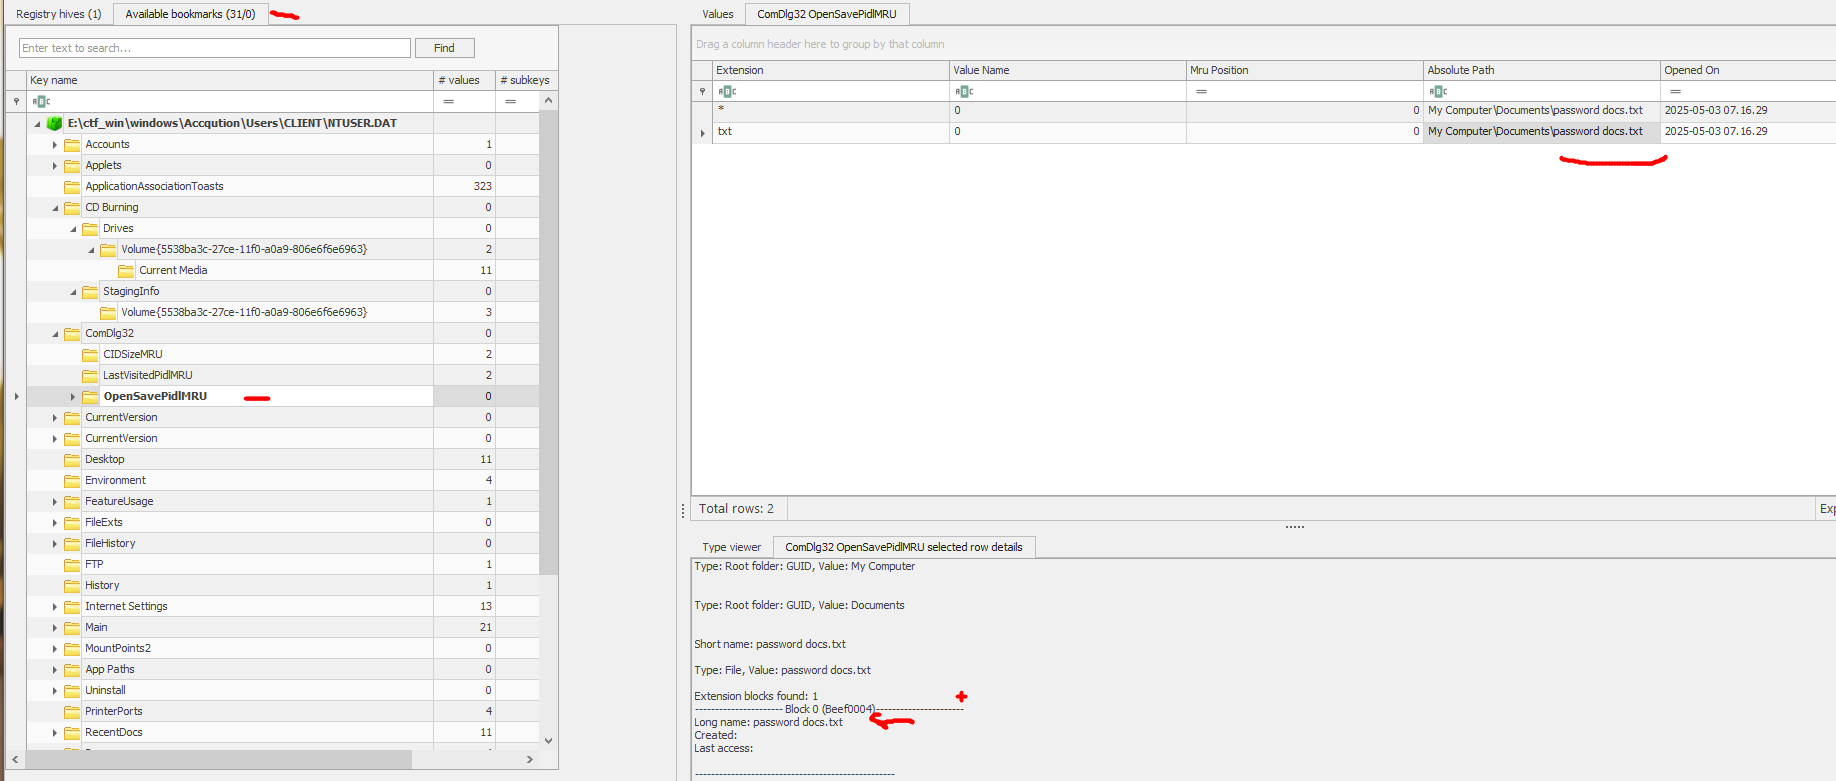 Registry hives (1) Available bookmarks (31/0)
Enter text to search... Find
Key name # values # subkeys
ABC = =
E:\ctf_win\windows\Accqution\Users\CLIENT\NTUSER.DAT
Accounts 1
Applets 0
ApplicationAssociationToasts 323
CD Burning 0
Drives 0
Volume{5538ba3c-27ce-11f0-a0a9-806e6f6e6963} 2
Current Media 11
StagingInfo 0
Volume{5538ba3c-27ce-11f0-a0a9-806e6f6e6963} 3
ComDlg32 0
CIDSizeMRU 2
LastVisitedPidlMRU 2
OpenSavePidlMRU 0
CurrentVersion 0
CurrentVersion 0
Desktop 11
Environment 4
FeatureUsage 1
FileExts 0
FileHistory 0
FTP 1
History 1
Internet Settings 13
Main 21
MountPoints2 0
App Paths 0
Uninstall 0
PrinterPorts 4
RecentDocs 11
Values ComDlg32 OpenSavePidlMRU
Drag a column header here to group by that column
Extension Value Name Mru Position Absolute Path Opened On
ABC ABC = ABC =
* 0 0 My Computer\Documents\password docs.txt 2025-05-03 07.16.29
txt 0 0 My Computer\Documents\password docs.txt 2025-05-03 07.16.29
Total rows: 2 Exp
Type viewer ComDlg32 OpenSavePidlMRU selected row details
Type: Root folder: GUID, Value: My Computer
Type: Root folder: GUID, Value: Documents
Short name: password docs.txt
Type: File, Value: password docs.txt
Extension blocks found: 1
---------------------- Block 0 (Beef0004)----------------------
Long name: password docs.txt
Created:
Last access:
--------------------------------------------------